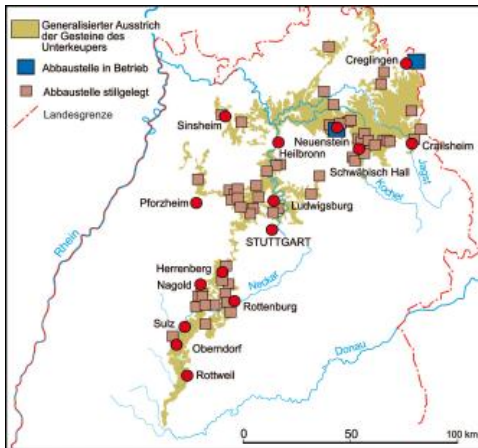 Generalisierter Ausstrich
der Gesteine des
Unterkeupers
Abbaustelle in Betrieb
Abbaustelle stillgelegt
Landesgrenze
Creglingen
Sinsheim
Neuenstein
Heilbronn
Crailsheim
Schwäbisch Hall
Jagst
Kocher
Pforzheim
Ludwigsburg
STUTTGART
Rhein
Herrenberg
Nagold
Neckar
Rottenburg
Sulz
Oberndorf
Donau
Rottweil
0 50 100 km